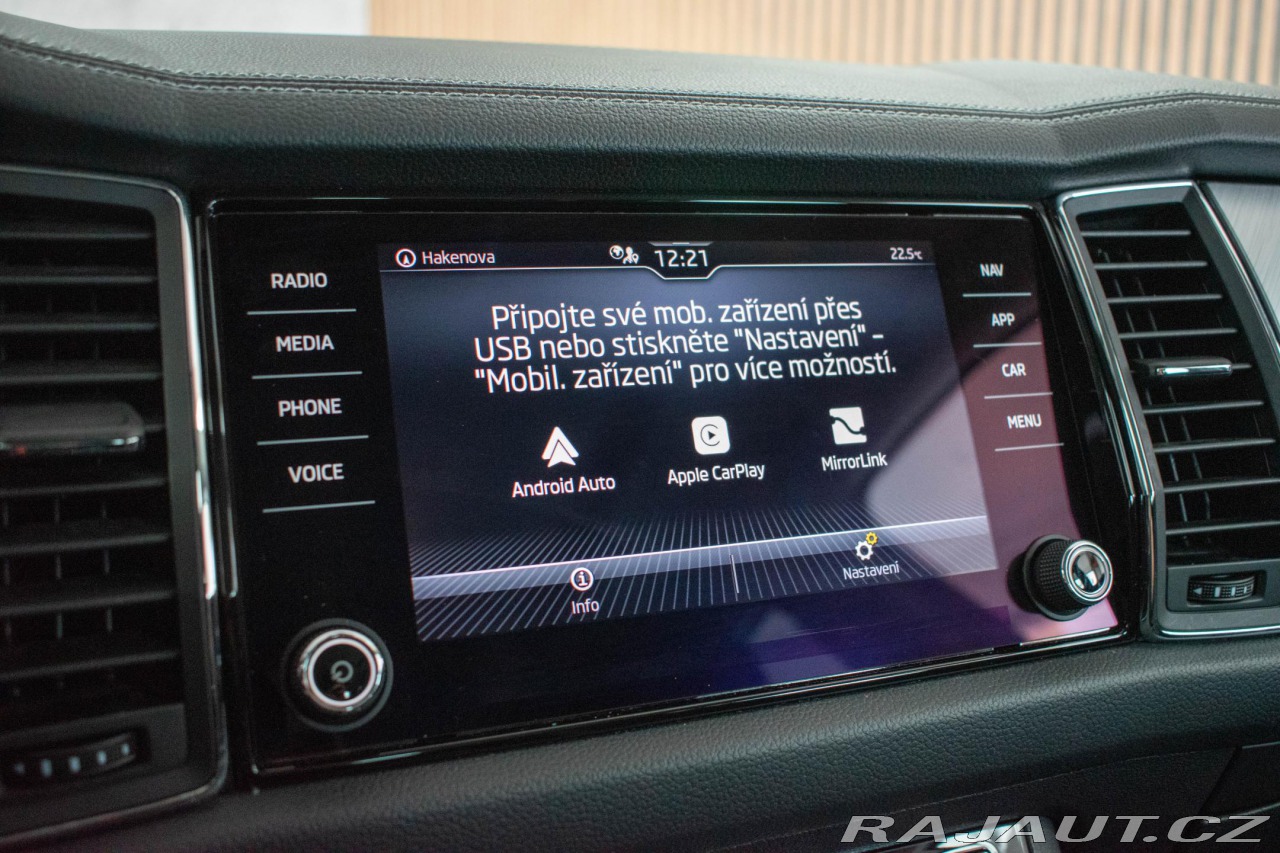 Hakenova
12:21
22.5°C
RADIO
MEDIA
PHONE
VOICE
Připojte své mob. zařízení přes
USB nebo stiskněte "Nastavení" –
"Mobil. zařízení" pro více možností.
Android Auto
Apple CarPlay
MirrorLink
Info
Nastavení
NAV
APP
CAR
MENU
RAJAUT.CZ